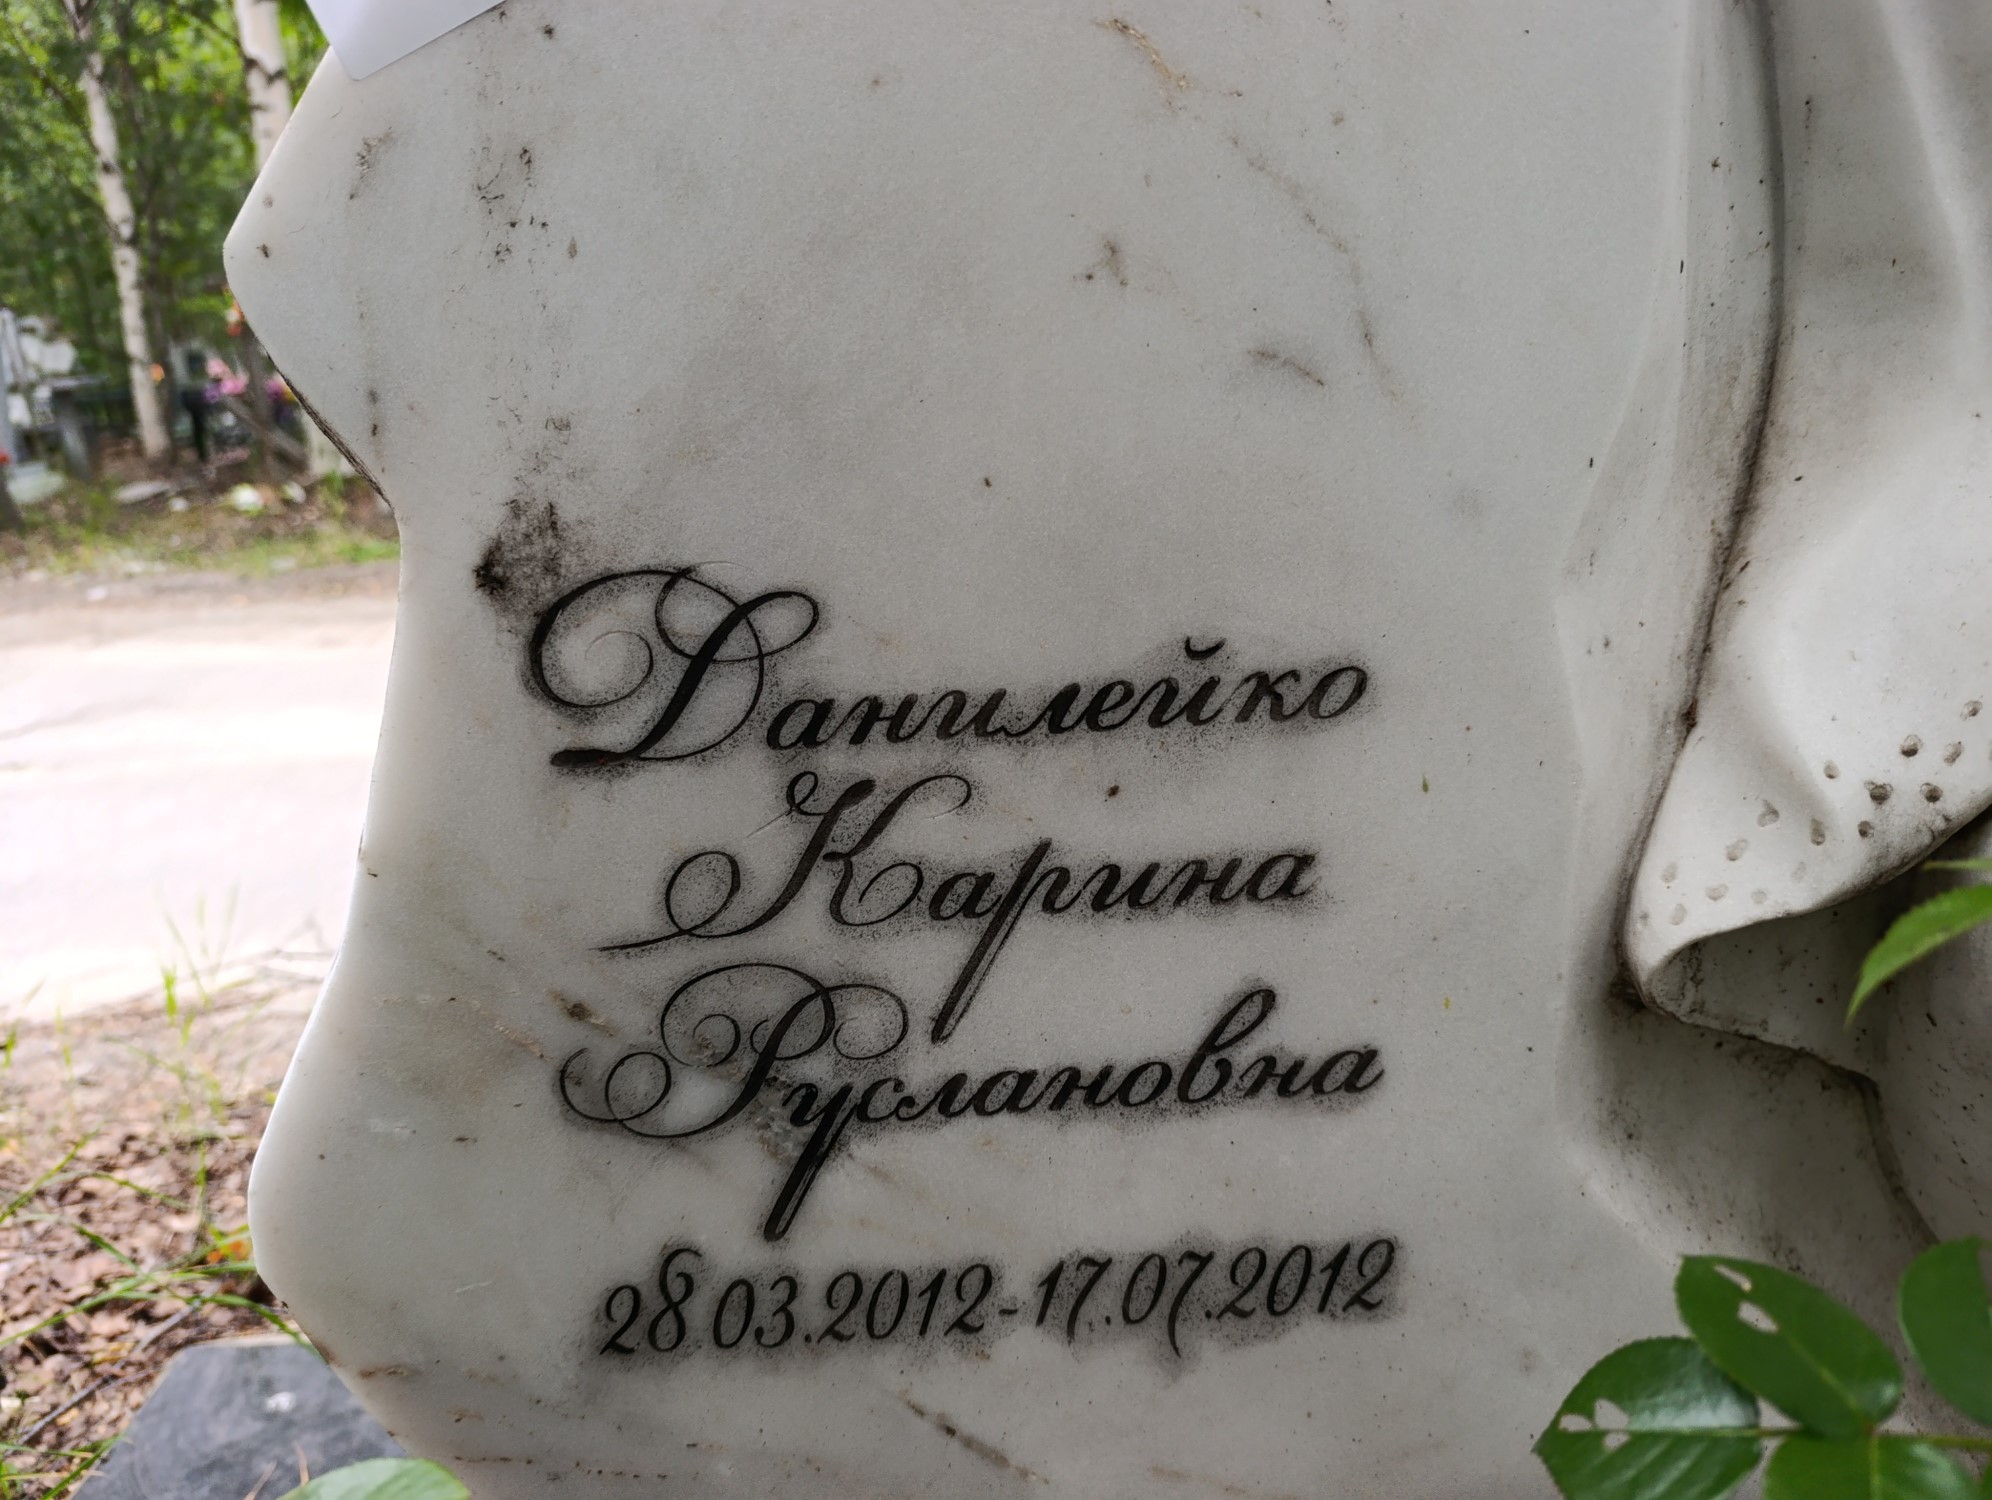 Данилейко
Карина
Руслановна
28.03.2012-17.07.2012